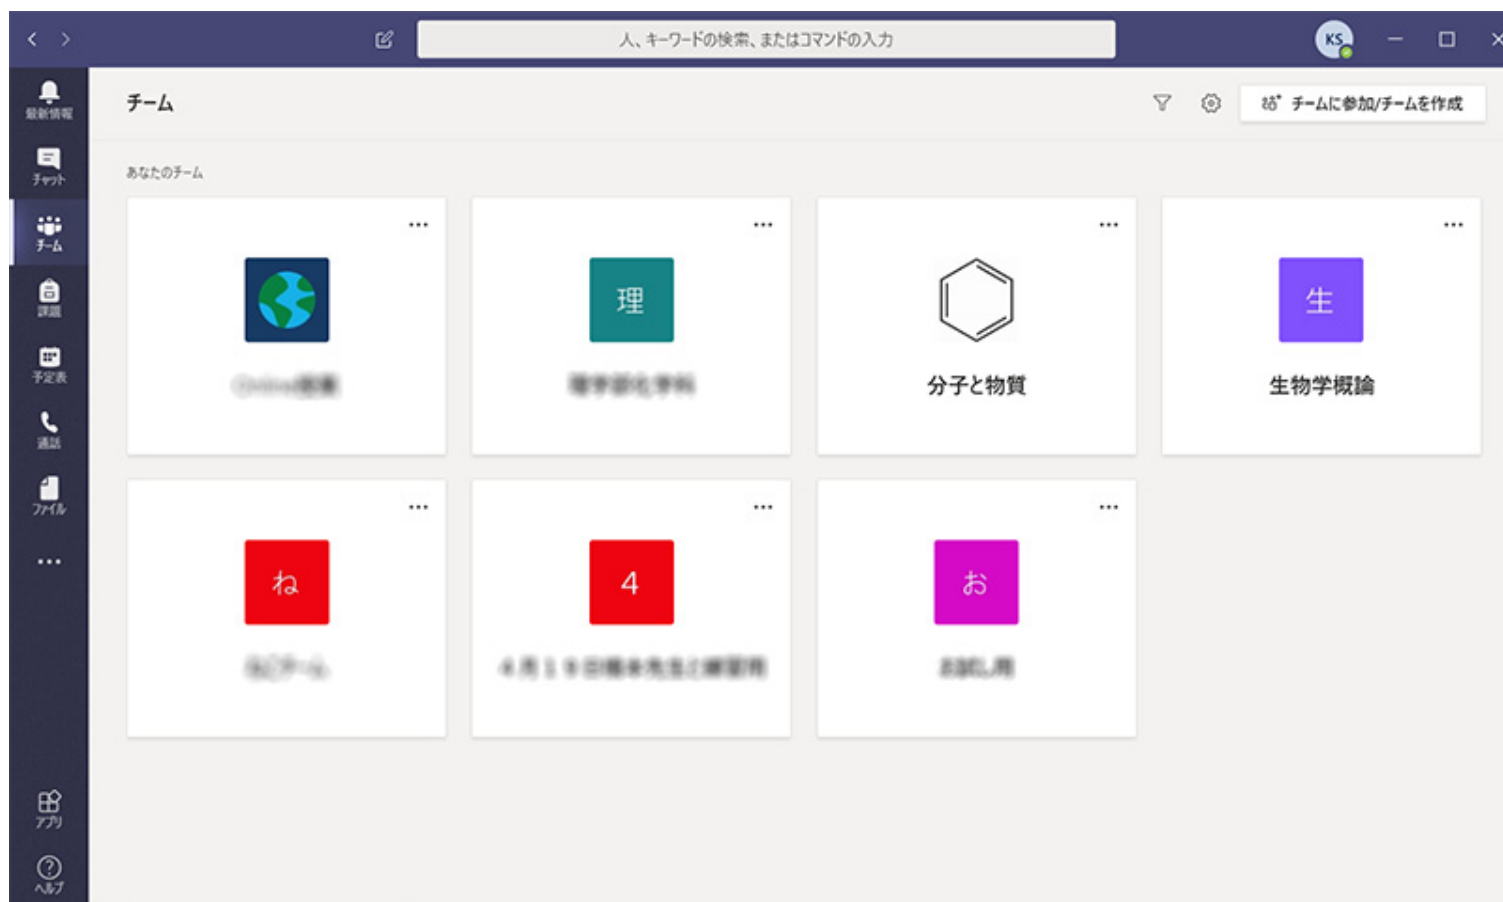 人、キーワードの検索、またはコマンドの入力
KS
最新情報
チャット
チーム
課題
予定表
通話
ファイル
アプリ
ヘルプ
チーム
チームに参加/チームを作成
あなたのチーム
理
分子と物質
生
生物学概論
ね
4
お